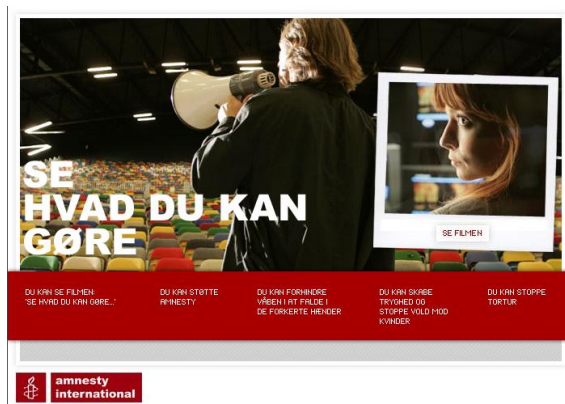 SE
HVAD DU KAN
GØRE
SE FILMEN
DU KAN SE FILMEN:
'SE HVAD DU KAN GØRE...'
DU KAN STØTTE
AMNESTY
DU KAN FORHINDRE
VÅBEN I AT FALDE I
DE FORKERTE HÆNDER
DU KAN SKABE
TRYGHED OG
STOPPE VOLD MOD
KVINDER
DU KAN STOPPE
TORTUR
amnesty
international